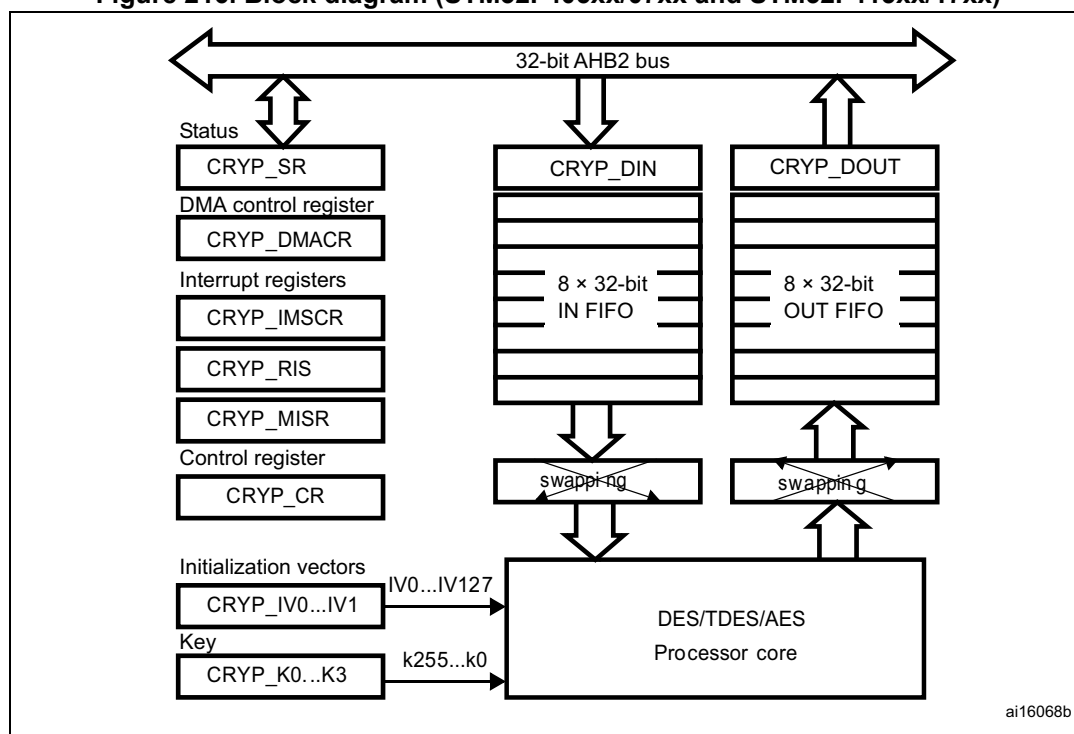 32-bit AHB2 bus
Status
CRYP_SR
CRYP_DIN
CRYP_DOUT
DMA control register
CRYP_DMACR
Interrupt registers
8 × 32-bit
IN FIFO
8 × 32-bit
OUT FIFO
CRYP_IMSCR
CRYP_RIS
CRYP_MISR
Control register
CRYP_CR
swapping
swapping
Initialization vectors
CRYP_IV0...IV1
IV0...IV127
Key
CRYP_K0...K3
k255...k0
DES/TDES/AES
Processor core
ai16068b